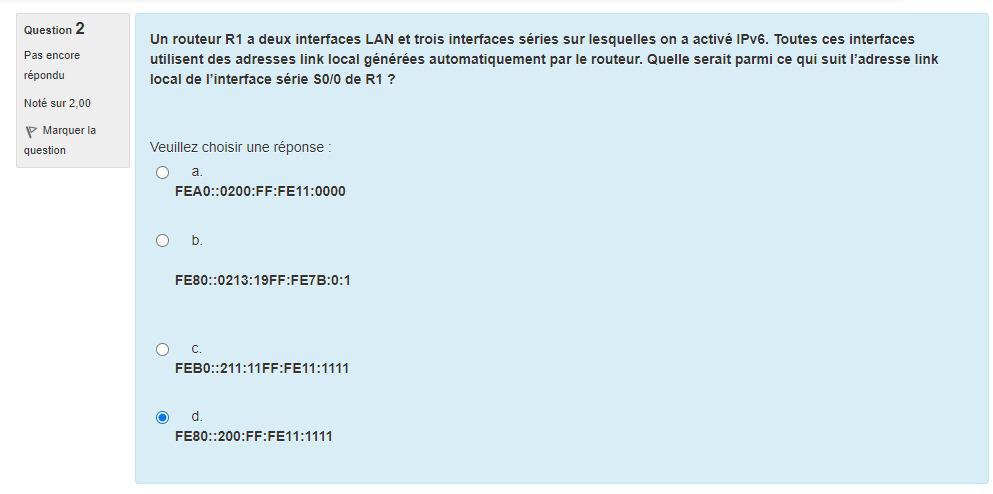 Question 2
Pas encore
répondu
Noté sur 2,00
Marquer la
question
Un routeur R1 a deux interfaces LAN et trois interfaces séries sur lesquelles on a activé IPv6. Toutes ces interfaces
utilisent des adresses link local générées automatiquement par le routeur. Quelle serait parmi ce qui suit l'adresse link
local de l'interface série S0/0 de R1 ?
Veuillez choisir une réponse :
a.
FEA0::0200:FF:FE11:0000
b.
FE80::0213:19FF:FE7B:0:1
c.
FEB0::211:11FF:FE11:1111
d.
FE80::200:FF:FE11:1111